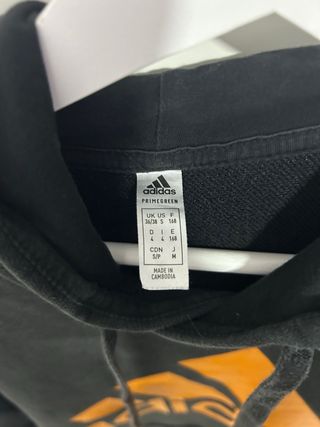 adidas
PRIMEGREEN
UK US F
36/38 S 168
D I E
4 4 168
CDN J
S/P M
MADE IN
CAMBODIA